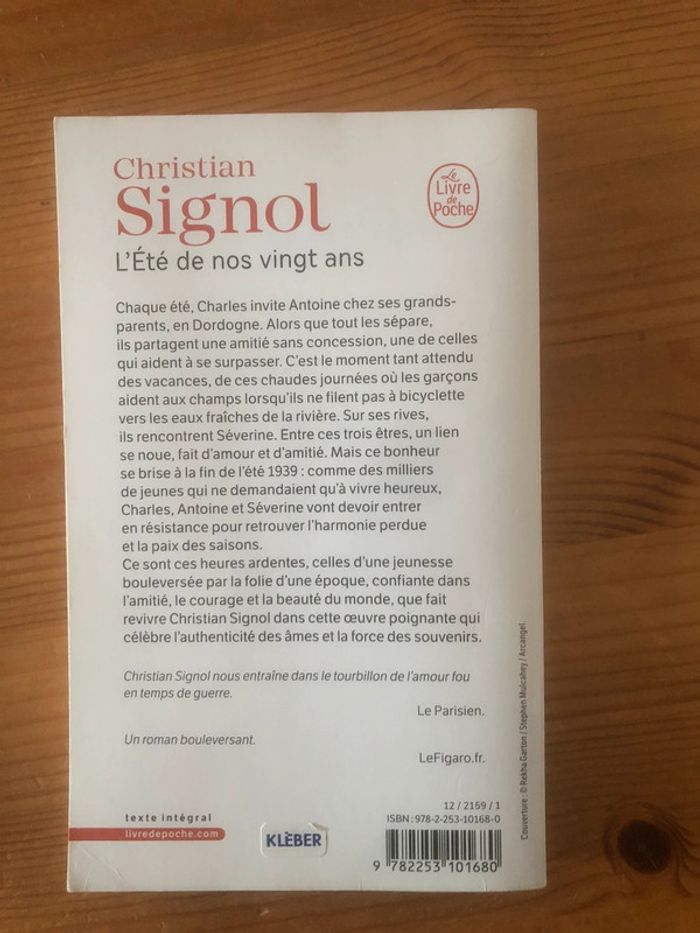 Christian
Signol
L'Été de nos vingt ans
Le
Livre
de
Poche
Chaque été, Charles invite Antoine chez ses grands-
parents, en Dordogne. Alors que tout les sépare,
ils partagent une amitié sans concession, une de celles
qui aident à se surpasser. C'est le moment tant attendu
des vacances, de ces chaudes journées où les garçons
aident aux champs lorsqu'ils ne filent pas à bicyclette
vers les eaux fraîches de la rivière. Sur ses rives,
ils rencontrent Séverine. Entre ces trois êtres, un lien
se noue, fait d'amour et d'amitié. Mais ce bonheur
se brise à la fin de l'été 1939 : comme des milliers
de jeunes qui ne demandaient qu'à vivre heureux,
Charles, Antoine et Séverine vont devoir entrer
en résistance pour retrouver l'harmonie perdue
et la paix des saisons.
Ce sont ces heures ardentes, celles d'une jeunesse
bouleversée par la folie d'une époque, confiante dans
l'amitié, le courage et la beauté du monde, que fait
revivre Christian Signol dans cette œuvre poignante qui
célèbre l'authenticité des âmes et la force des souvenirs.
Christian Signol nous entraîne dans le tourbillon de l'amour fou
en temps de guerre.
Le Parisien.
Un roman bouleversant.
LeFigaro.fr.
Couverture : © Rekha Garton / Stephen Mulcahey / Arcangel.
texte intégral
livredepoche.com
KLÉBER
12 / 2159 / 1
ISBN : 978-2-253-10168-0
9 782253 101680